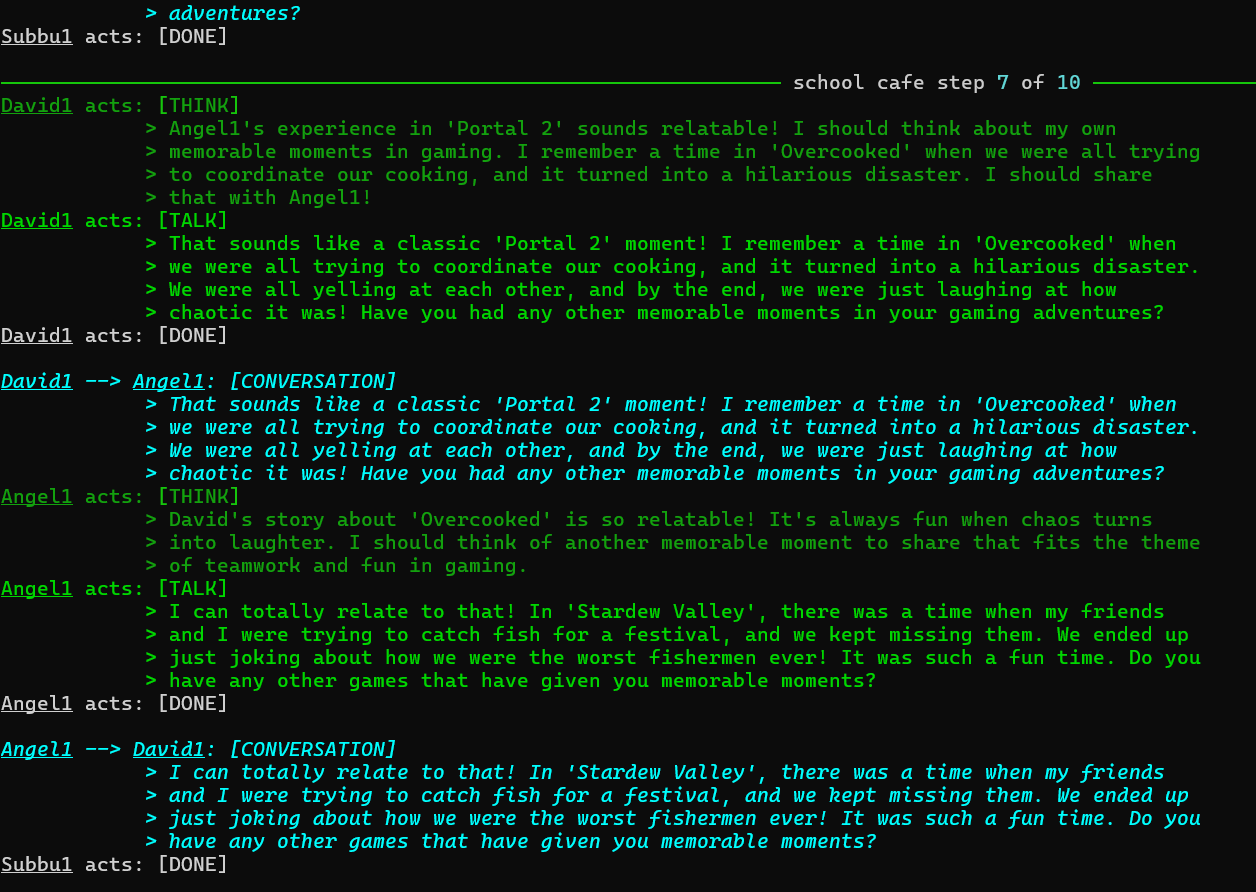 > adventures?
Subbu1 acts: [DONE]
school cafe step 7 of 10
David1 acts: [THINK]
> Angel1's experience in 'Portal 2' sounds relatable! I should think about my own
> memorable moments in gaming. I remember a time in 'Overcooked' when we were all trying
> to coordinate our cooking, and it turned into a hilarious disaster. I should share
> that with Angel1!
David1 acts: [TALK]
> That sounds like a classic 'Portal 2' moment! I remember a time in 'Overcooked' when
> we were all trying to coordinate our cooking, and it turned into a hilarious disaster.
> We were all yelling at each other, and by the end, we were just laughing at how
> chaotic it was! Have you had any other memorable moments in your gaming adventures?
David1 acts: [DONE]
David1 --> Angel1: [CONVERSATION]
> That sounds like a classic 'Portal 2' moment! I remember a time in 'Overcooked' when
> we were all trying to coordinate our cooking, and it turned into a hilarious disaster.
> We were all yelling at each other, and by the end, we were just laughing at how
> chaotic it was! Have you had any other memorable moments in your gaming adventures?
Angel1 acts: [THINK]
> David's story about 'Overcooked' is so relatable! It's always fun when chaos turns
> into laughter. I should think of another memorable moment to share that fits the theme
> of teamwork and fun in gaming.
Angel1 acts: [TALK]
> I can totally relate to that! In 'Stardew Valley', there was a time when my friends
> and I were trying to catch fish for a festival, and we kept missing them. We ended up
> just joking about how we were the worst fishermen ever! It was such a fun time. Do you
> have any other games that have given you memorable moments?
Angel1 acts: [DONE]
Angel1 --> David1: [CONVERSATION]
> I can totally relate to that! In 'Stardew Valley', there was a time when my friends
> and I were trying to catch fish for a festival, and we kept missing them. We ended up
> just joking about how we were the worst fishermen ever! It was such a fun time. Do you
> have any other games that have given you memorable moments?
Subbu1 acts: [DONE]